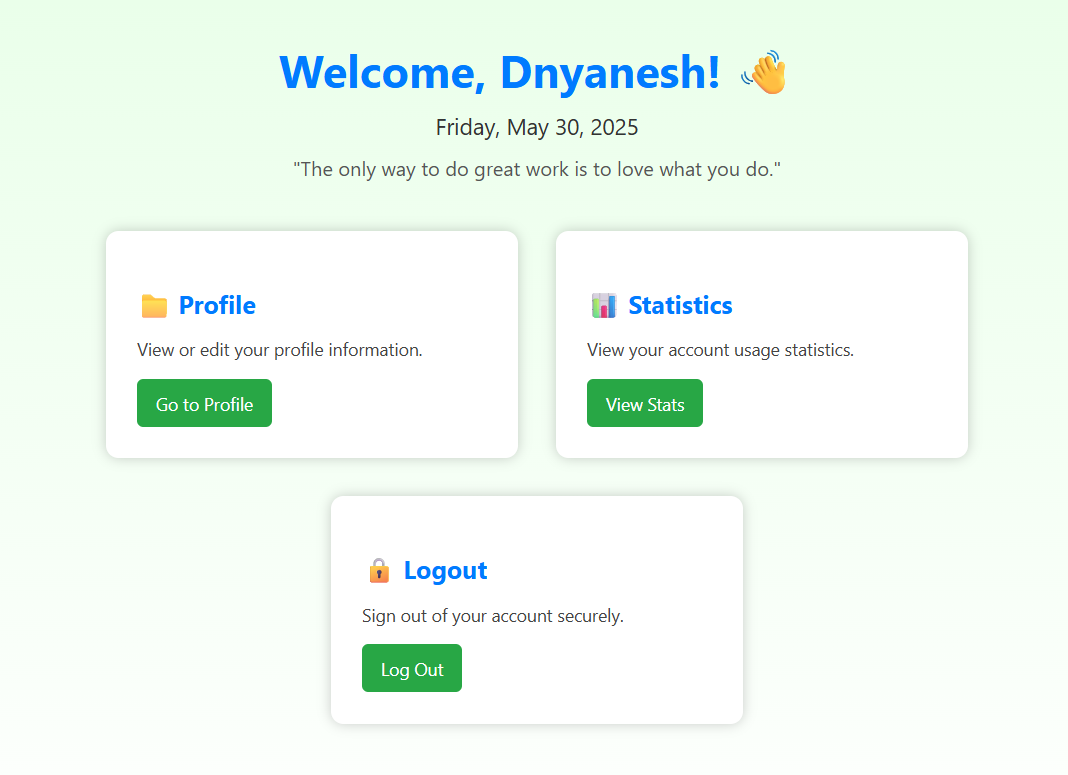 Welcome, Dnyanesh! 👋
Friday, May 30, 2025
"The only way to do great work is to love what you do."
📁 Profile
View or edit your profile information.
Go to Profile
📊 Statistics
View your account usage statistics.
View Stats
🔒 Logout
Sign out of your account securely.
Log Out